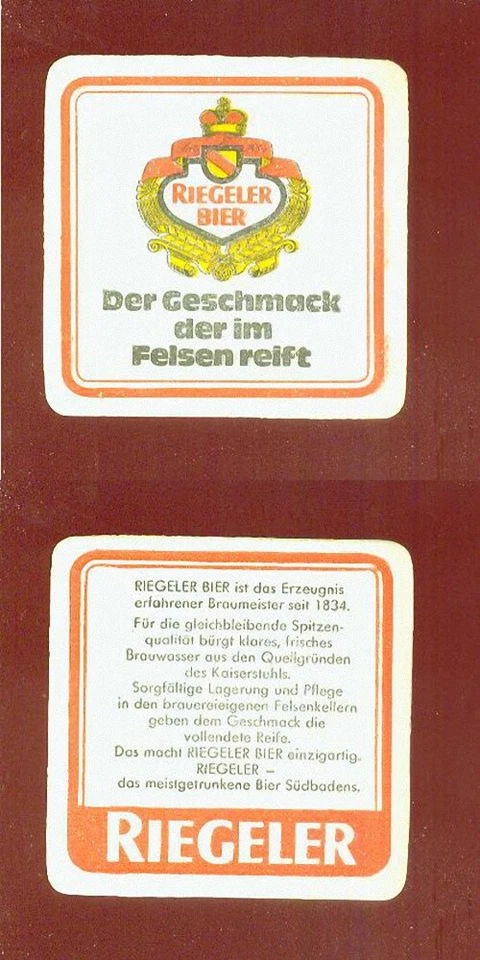 RIEGELER
BIER
Der Geschmack
der im
Felsen reift
RIEGELER BIER ist das Erzeugnis
erfahrener Braumeister seit 1834.
Für die gleichbleibende Spitzen-
qualität bürgt klares, frisches
Brauwasser aus den Quellgründen
des Kaiserstuhls.
Sorgfältige Lagerung und Pflege
in den brauereieigenen Felsenkellern
geben dem Geschmack die
vollendete Reife.
Das macht RIEGELER BIER einzigartig.
RIEGELER –
das meistgetrunkene Bier Südbadens.
RIEGELER